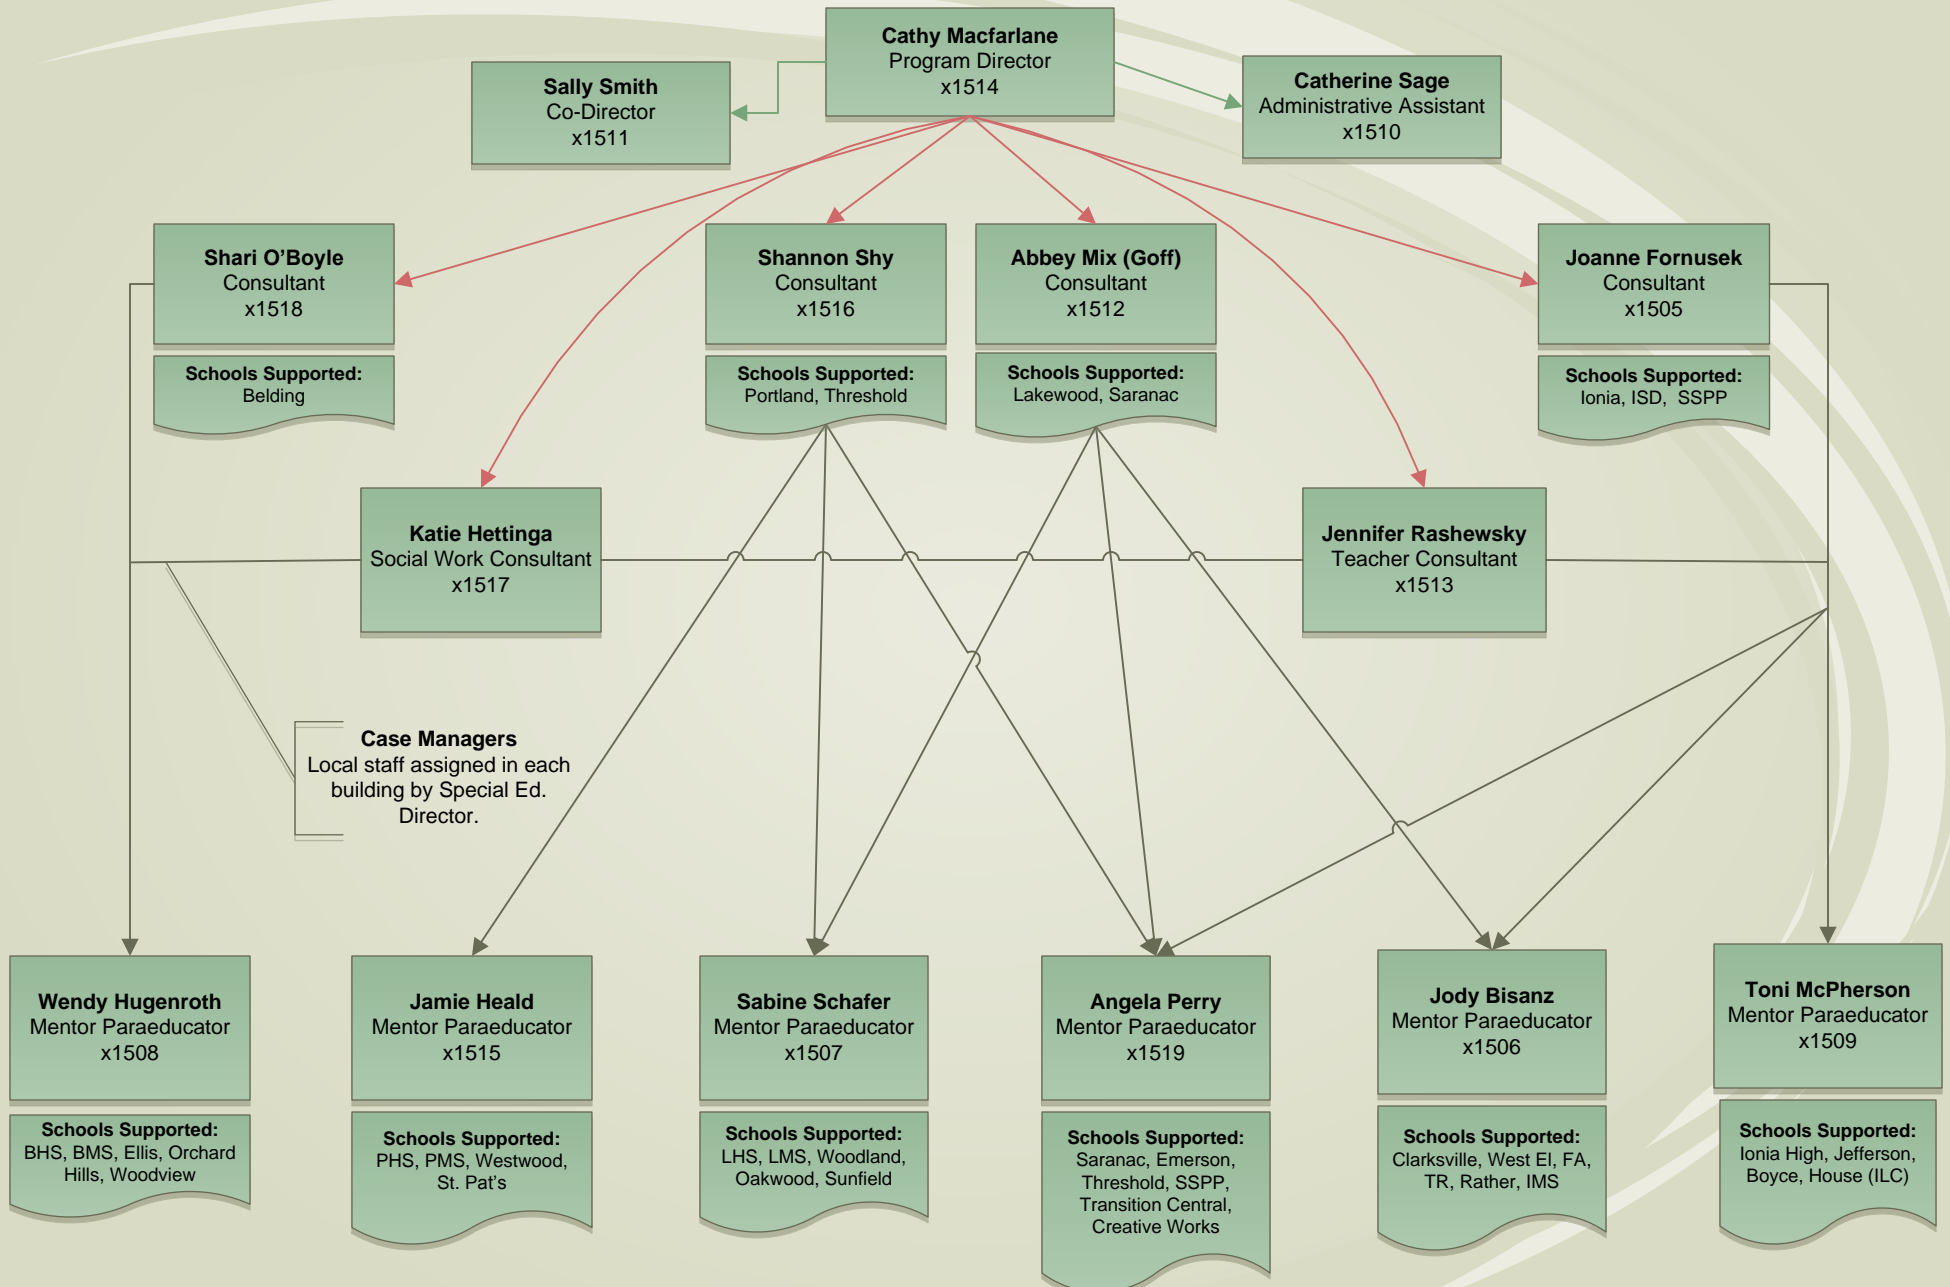 Cathy Macfarlane
Program Director
x1514
Sally Smith
Co-Director
x1511
Catherine Sage
Administrative Assistant
x1510
Shari O’Boyle
Consultant
x1518
Schools Supported:
Belding
Shannon Shy
Consultant
x1516
Schools Supported:
Portland, Threshold
Abbey Mix (Goff)
Consultant
x1512
Schools Supported:
Lakewood, Saranac
Joanne Fornusek
Consultant
x1505
Schools Supported:
Ionia, ISD, SSPP
Katie Hettinga
Social Work Consultant
x1517
Jennifer Rashewsky
Teacher Consultant
x1513
Case Managers
Local staff assigned in each
building by Special Ed.
Director.
Wendy Hugenroth
Mentor Paraeducator
x1508
Schools Supported:
BHS, BMS, Ellis, Orchard
Hills, Woodview
Jamie Heald
Mentor Paraeducator
x1515
Schools Supported:
PHS, PMS, Westwood,
St. Pat’s
Sabine Schafer
Mentor Paraeducator
x1507
Schools Supported:
LHS, LMS, Woodland,
Oakwood, Sunfield
Angela Perry
Mentor Paraeducator
x1519
Schools Supported:
Saranac, Emerson,
Threshold, SSPP,
Transition Central,
Creative Works
Jody Bisanz
Mentor Paraeducator
x1506
Schools Supported:
Clarksville, West El, FA,
TR, Rather, IMS
Toni McPherson
Mentor Paraeducator
x1509
Schools Supported:
Ionia High, Jefferson,
Boyce, House (ILC)